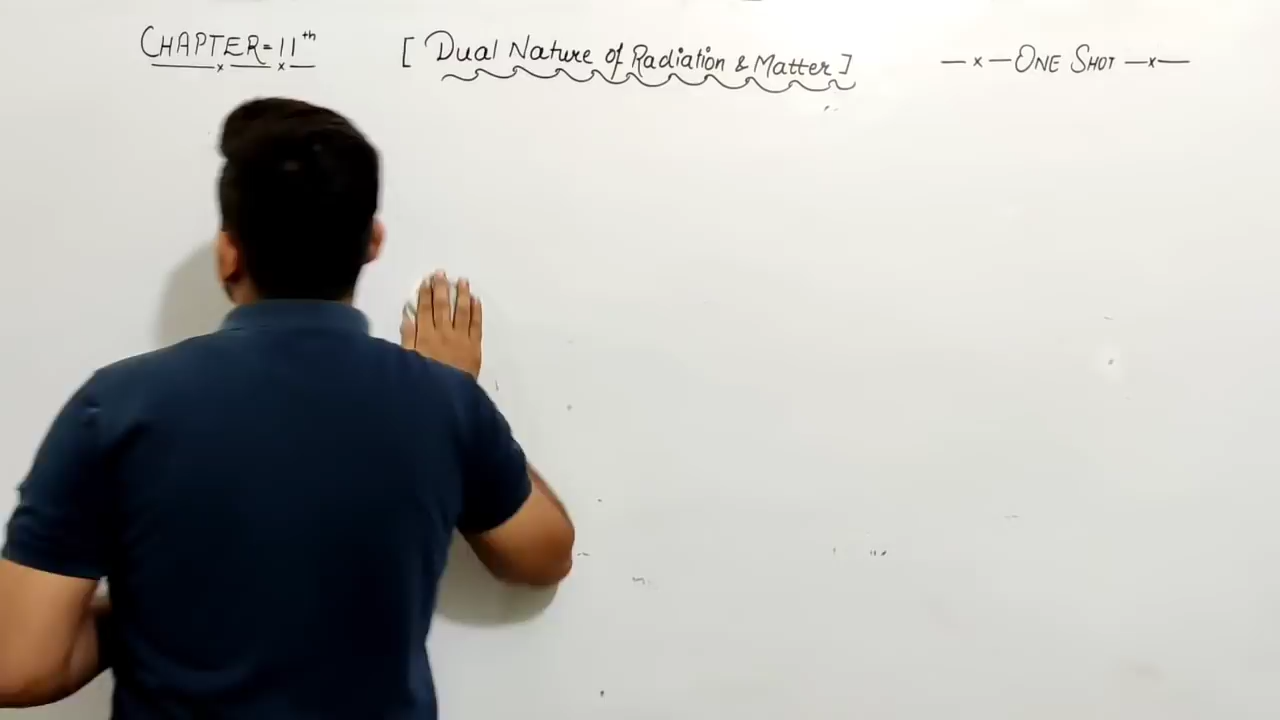 CHAPTER=11th [Dual Nature of Radiation & Matter] —x—ONE SHOT—x—